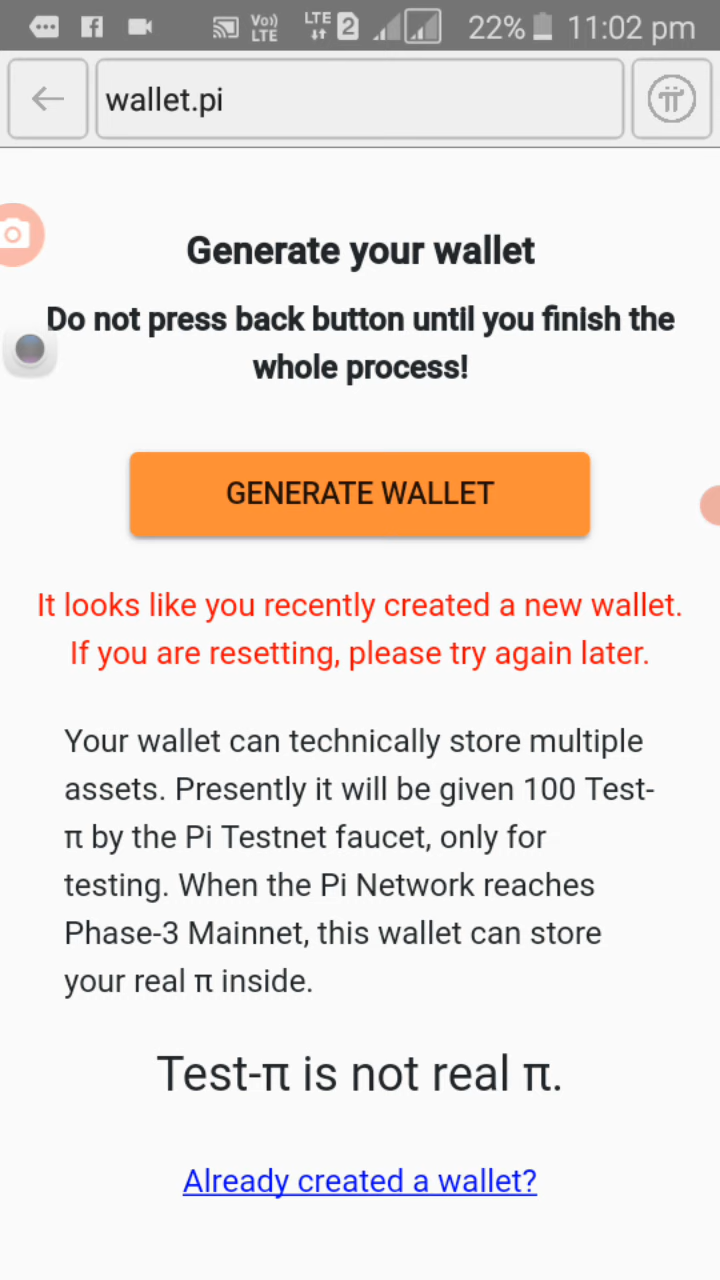 Vo)) LTE LTE 2 22% 11:02 pm
wallet.pi
Generate your wallet
Do not press back button until you finish the
whole process!
GENERATE WALLET
It looks like you recently created a new wallet.
If you are resetting, please try again later.
Your wallet can technically store multiple
assets. Presently it will be given 100 Test-
π by the Pi Testnet faucet, only for
testing. When the Pi Network reaches
Phase-3 Mainnet, this wallet can store
your real π inside.
Test-π is not real π.
Already created a wallet?